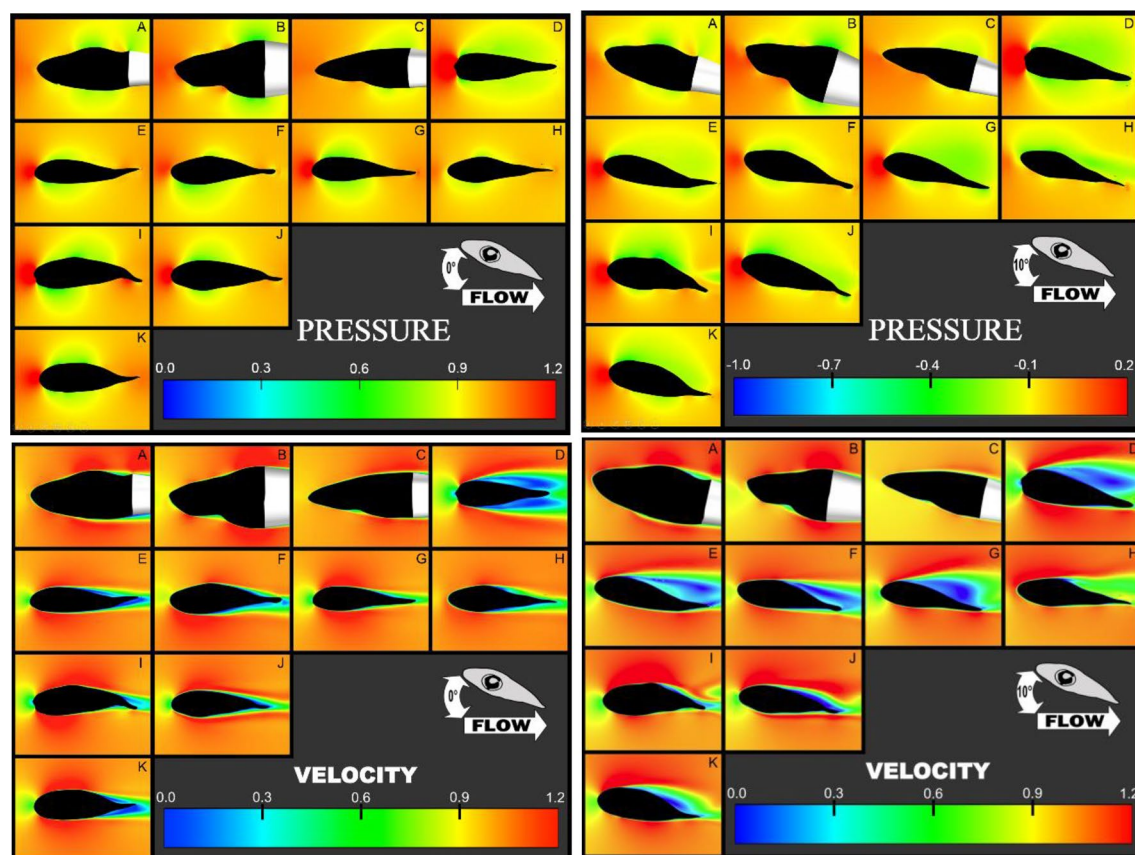 A B C D
E F G H
I J
0°
FLOW
K
PRESSURE
0.0 0.3 0.6 0.9 1.2
A B C D
E F G H
I J
10°
FLOW
K
PRESSURE
-1.0 -0.7 -0.4 -0.1 0.2
A B C D
E F G H
I J
0°
FLOW
K
VELOCITY
0.0 0.3 0.6 0.9 1.2
A B C D
E F G H
I J
10°
FLOW
K
VELOCITY
0.0 0.3 0.6 0.9 1.2